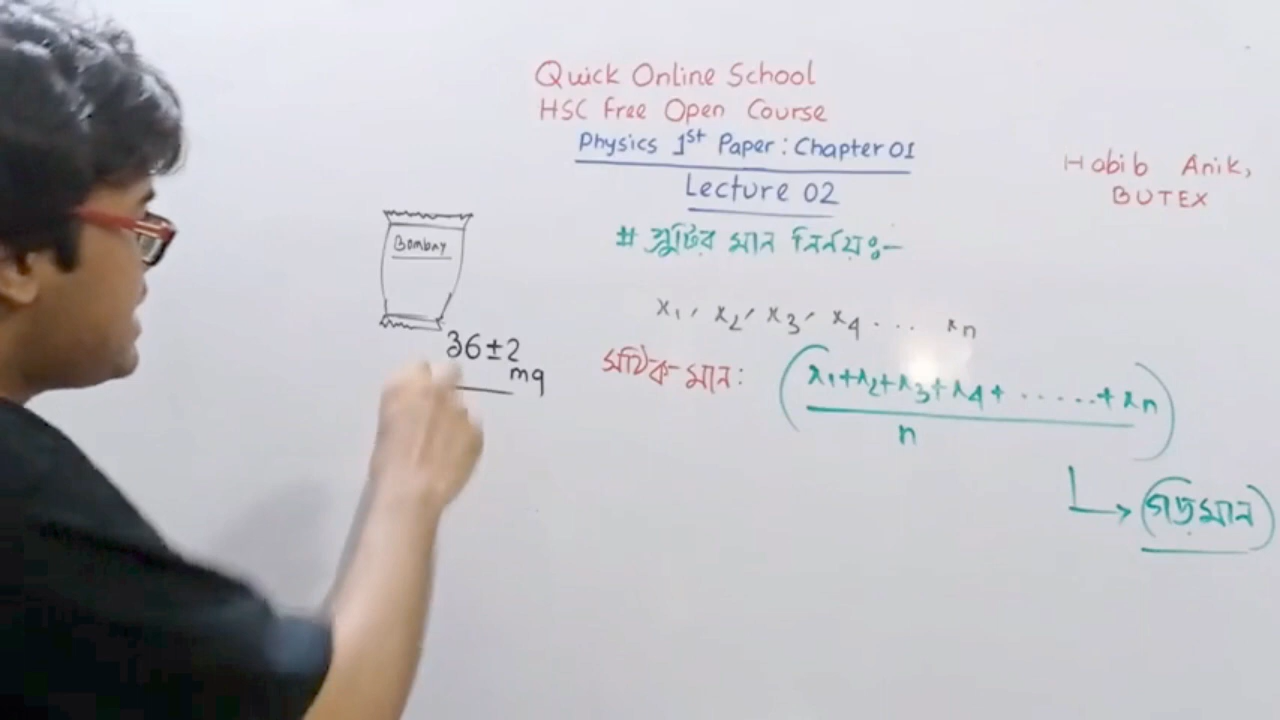 Quick Online School
HSC Free Open Course
Physics 1st Paper : Chapter 01
Lecture 02
Habib Anik,
BUTEX
# ত্রুটির মান নির্নয়ঃ-
Bombay
x₁, x₂, x₃, x₄ .... xₙ
36±2
mg
সঠিক মান: (x₁+x₂+x₃+x₄+ ......+ xₙ
n)
(গড় মান)